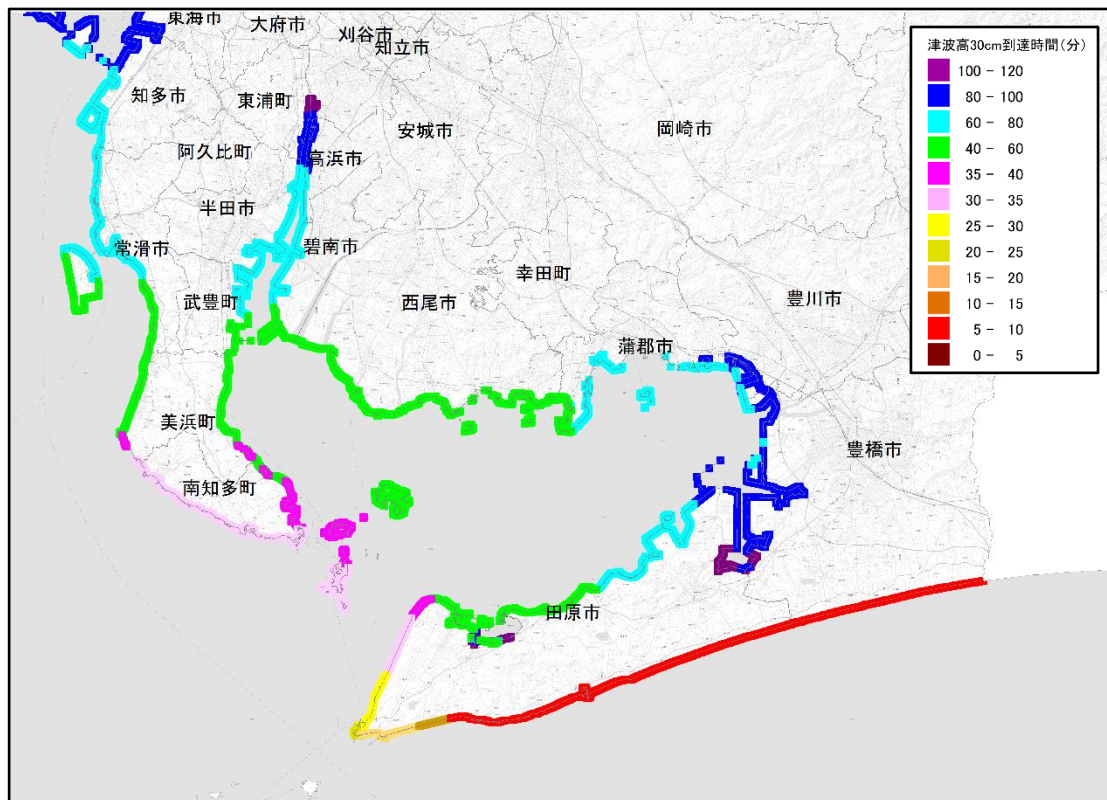 東海市
大府市
刈谷市
知立市
知多市
東浦町
安城市
岡崎市
阿久比町
高浜市
半田市
常滑市
碧南市
幸田町
武豊町
西尾市
豊川市
蒲郡市
美浜町
豊橋市
南知多町
田原市
津波高30cm到達時間(分)
100 - 120
80 - 100
60 - 80
40 - 60
35 - 40
30 - 35
25 - 30
20 - 25
15 - 20
10 - 15
5 - 10
0 - 5